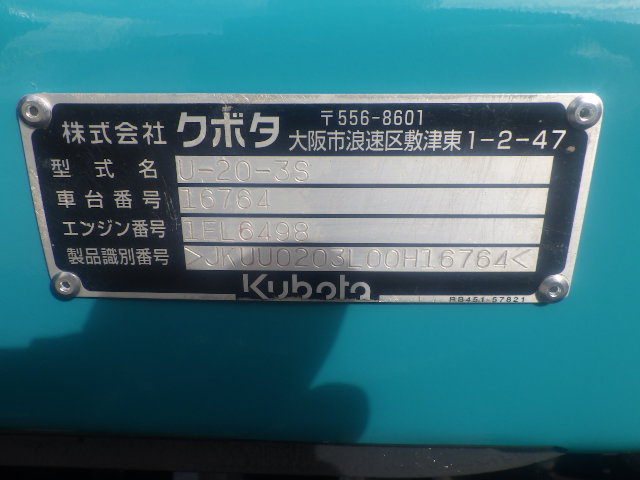 株式会社 クボタ 〒556-8601
大阪市浪速区敷津東1-2-47
型式名 U-20-3S
車台番号 16764
エンジン番号 1EL6498
製品識別番号 >JKUU0203L00H16764<
Kubota RB451-57821